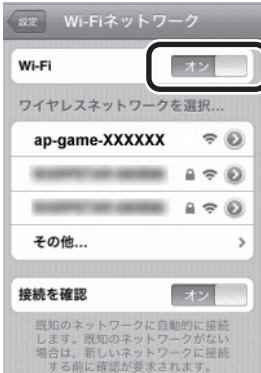 設定
Wi-Fiネットワーク
Wi-Fi
オン
ワイヤレスネットワークを選択...
ap-game-XXXXXX
その他...
接続を確認
オン
既知のネットワークに自動的に接続
します。既知のネットワークがない
場合は、新しいネットワークに接続
する前に確認が要求されます。